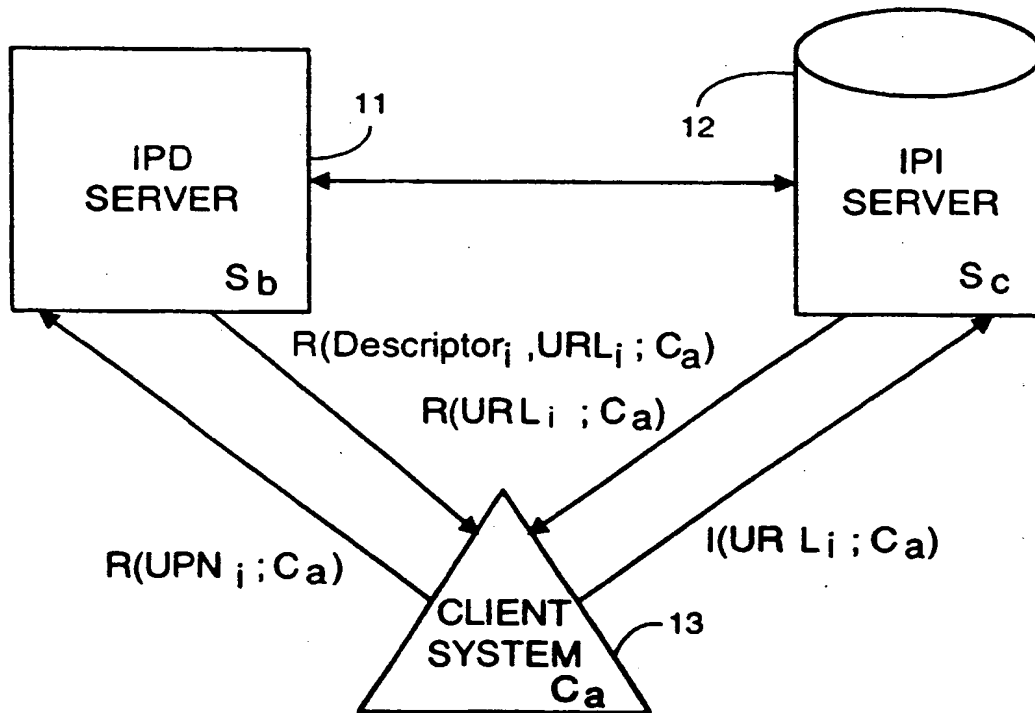 11
12
IPD
SERVER
Sb
IPI
SERVER
Sc
R(Descriptori ,URLi ; Ca)
R(URLi ; Ca)
R(UPN i ; Ca)
I(UR Li ; Ca)
CLIENT
SYSTEM
Ca
13